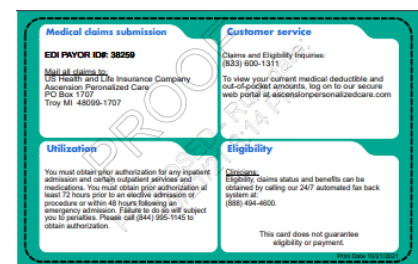 Medical claims submission
EDI PAYOR ID#: 38259
Mail all claims to:
US Health and Life Insurance Company
Ascension Peronalized Care
PO Box 1707
Troy MI 48099-1707
Customer service
Claims and Eligibility Inquiries:
(833) 600-1311
To view your current medical deductible and
out-of-pocket amounts, log on to our secure
web portal at ascensionpersonalizedcare.com
Utilization
You must obtain prior authorization for any inpatient
admission and certain outpatient services and
medications. You must obtain prior authorization at
least 72 hours prior to an elective admission or
procedure or within 48 hours following an
emergency admission. Failure to do so will subject
you to penalties. Please call (844) 995-1145 to
obtain authorization.
Eligibility
Clinicians:
Eligibility, claims status and benefits can be
obtained by calling our 24/7 automated fax back
system at:
(888) 494-4600.
This card does not guarantee
eligibility or payment.
Print Date 10/21/2021
PROOF